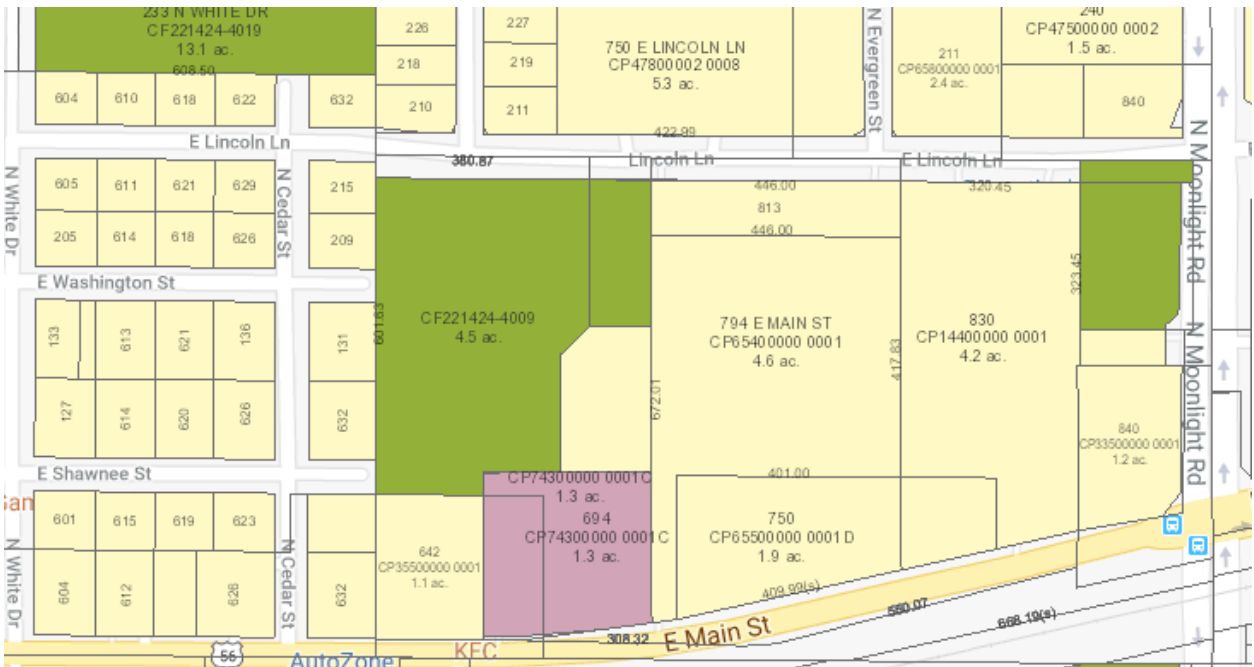 233 N WHITE DR
CF221424-4019
13.1 ac.
608.50
226
218
210
227
219
211
750 E LINCOLN LN
CP47800002 0008
5.3 ac.
422.99
N Evergreen St
211
CP65800000 0001
2.4 ac.
240
CP47500000 0002
1.5 ac.
840
604
610
618
622
632
E Lincoln Ln
380.87
Lincoln Ln
E Lincoln Ln
N White Dr
605
611
621
629
N Cedar St
215
205
614
618
626
209
446.00
813
446.00
320.45
323.45
N Moonlight Rd
E Washington St
133
613
621
136
131
601.63
CF221424-4009
4.5 ac.
794 E MAIN ST
CP65400000 0001
4.6 ac.
417.83
830
CP14400000 0001
4.2 ac.
N Moonlight Rd
127
614
620
626
632
672.01
840
CP33500000 0001
1.2 ac.
E Shawnee St
CP74300000 0001C
1.3 ac.
401.00
601
615
619
623
694
CP74300000 0001C
1.3 ac.
750
CP65500000 0001D
1.9 ac.
N White Dr
604
612
626
N Cedar St
632
642
CP35500000 0001
1.1 ac.
409.99(s)
550.07
668.19(s)
308.32
E Main St
56
AutoZone
KFC